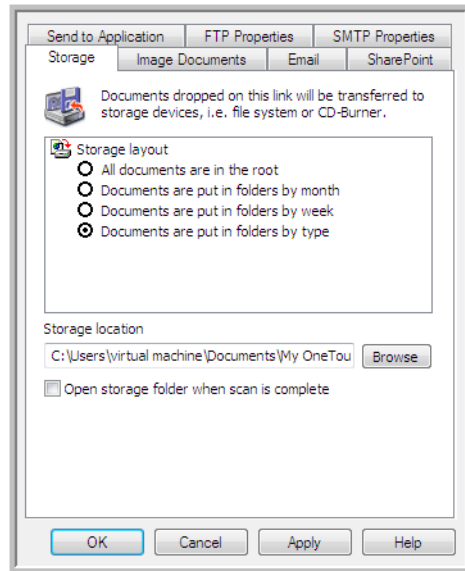 Send to Application FTP Properties SMTP Properties
Storage Image Documents Email SharePoint
Documents dropped on this link will be transferred to
storage devices, i.e. file system or CD-Burner.
Storage layout
All documents are in the root
Documents are put in folders by month
Documents are put in folders by week
Documents are put in folders by type
Storage location
C:\Users\virtual machine\Documents\My OneTou Browse
Open storage folder when scan is complete
OK Cancel Apply Help